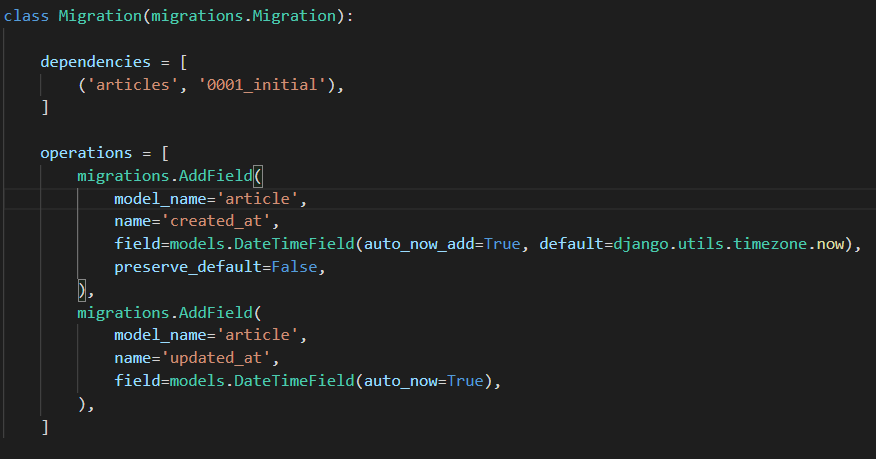 class Migration(migrations.Migration):
    dependencies = [
        ('articles', '0001_initial'),
    ]
    operations = [
        migrations.AddField(
            model_name='article',
            name='created_at',
            field=models.DateTimeField(auto_now_add=True, default=django.utils.timezone.now),
            preserve_default=False,
        ),
        migrations.AddField(
            model_name='article',
            name='updated_at',
            field=models.DateTimeField(auto_now=True),
        ),
    ]